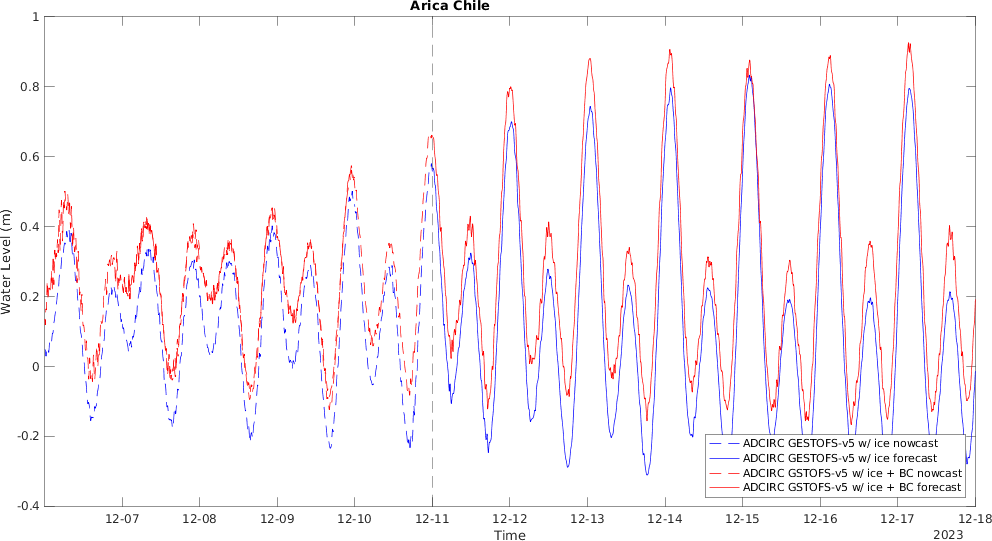 Arica Chile
1
0.8
0.6
0.4
0.2
0
-0.2
-0.4
Water Level (m)
ADCIRC GESTOFS-v5 w/ ice nowcast
ADCIRC GESTOFS-v5 w/ ice forecast
ADCIRC GSTOFS-v5 w/ ice + BC nowcast
ADCIRC GSTOFS-v5 w/ ice + BC forecast
12-07 12-08 12-09 12-10 12-11 12-12 12-13 12-14 12-15 12-16 12-17 12-18
Time
2023